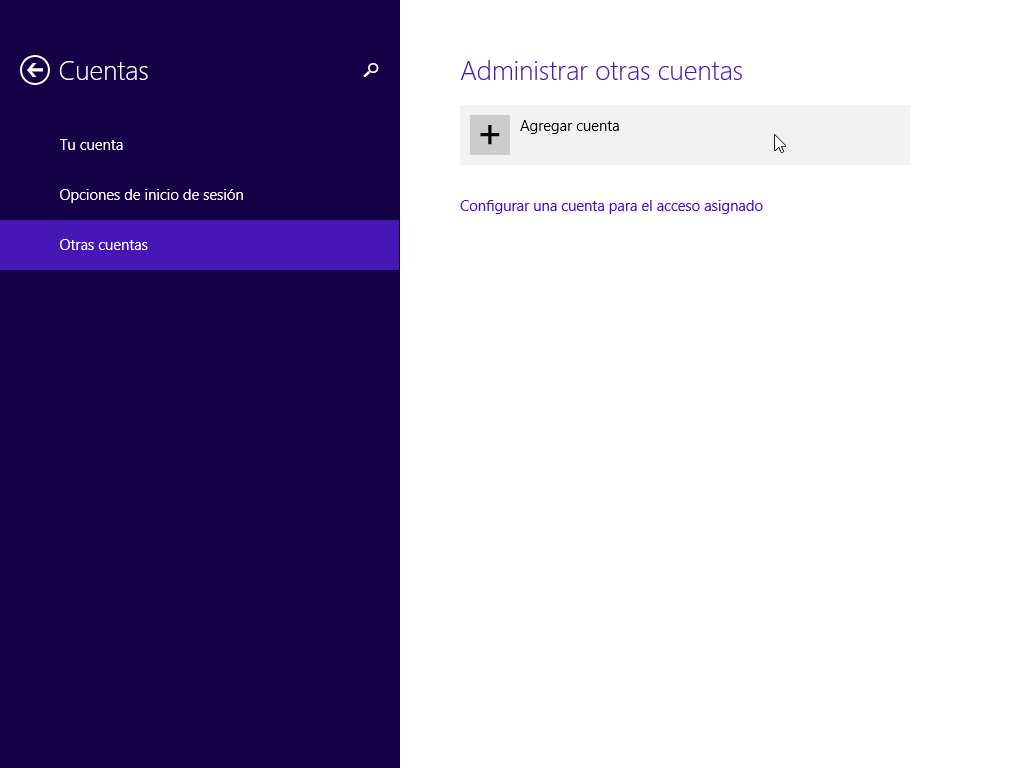 Cuentas
Tu cuenta
Opciones de inicio de sesión
Otras cuentas
Administrar otras cuentas
Agregar cuenta
Configurar una cuenta para el acceso asignado